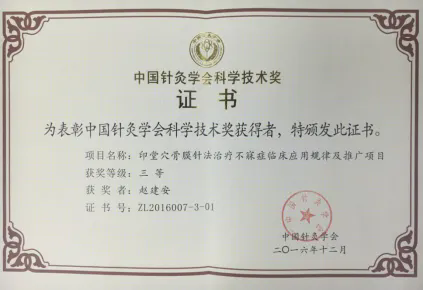 中国针灸学会科学技术奖
证书
为表彰中国针灸学会科学技术奖获得者，特颁发此证书。
项目名称：印堂穴骨膜针法治疗不寐症临床应用规律及推广项目
获奖等级：三等
获奖者：赵建安
证书号：ZL2016007-3-01
中国针灸学会
二〇一六年十二月